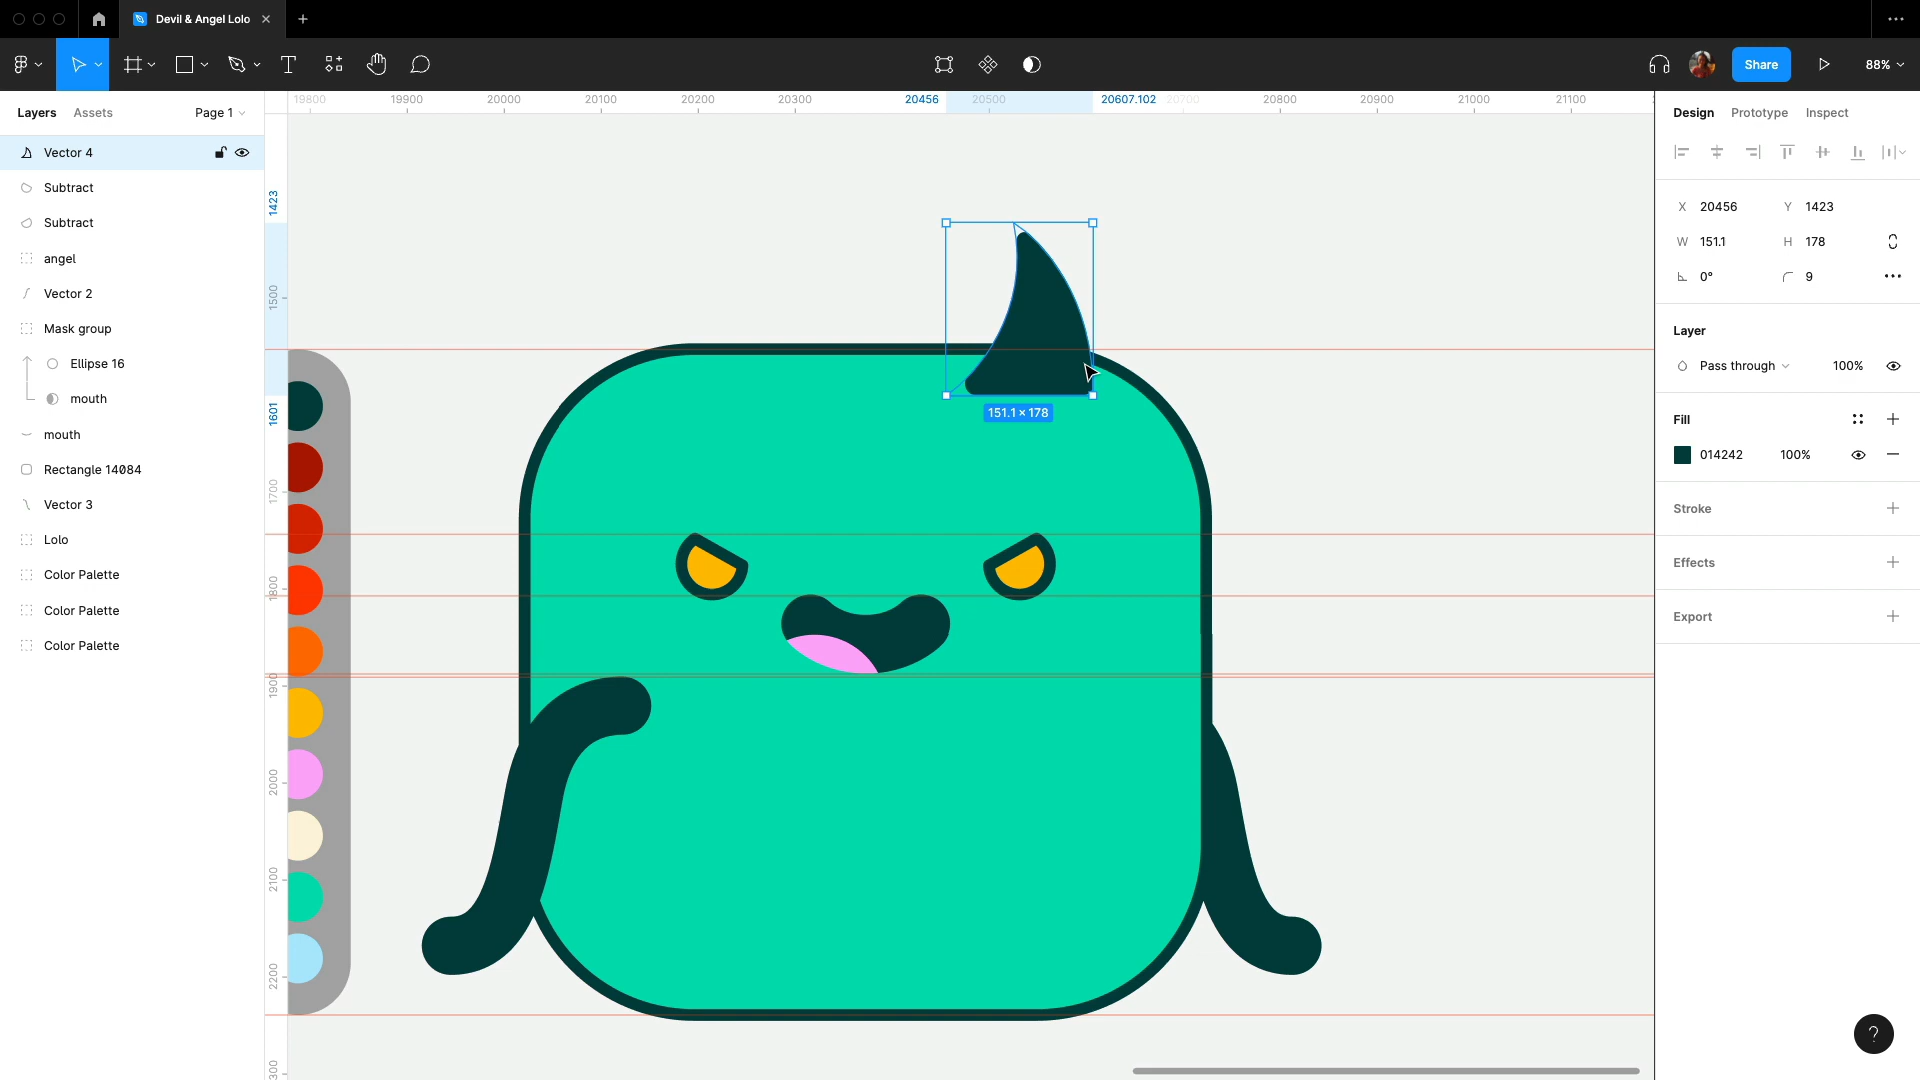 Devil & Angel Lolo
Share
88%
Layers
Assets
Page 1
19800
19900
20000
20100
20200
20300
20456
20500
20607.102
20700
20800
20900
21000
21100
Design
Prototype
Inspect
Vector 4
Subtract
Subtract
angel
Vector 2
Mask group
Ellipse 16
mouth
mouth
Rectangle 14084
Vector 3
Lolo
Color Palette
Color Palette
Color Palette
1423
1500
1601
1700
1800
1900
2000
2100
2200
300
151.1 × 178
X 20456
Y 1423
W 151.1
H 178
0°
9
Layer
Pass through
100%
Fill
014242
100%
Stroke
Effects
Export
?